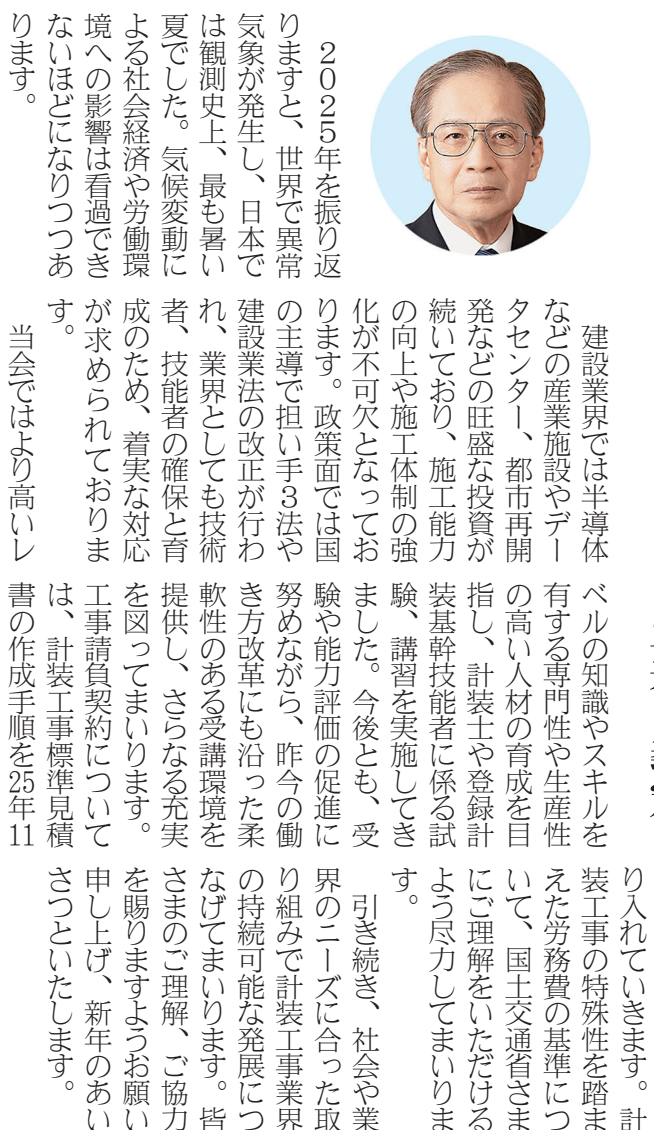 ２０２５年を振り返
りますと、世界で異常
気象が発生し、日本で
は観測史上、最も暑い
夏でした。気候変動に
よる社会経済や労働環
境への影響は看過でき
ないほどになりつつあ
ります。
建設業界では半導体
などの産業施設やデー
タセンター、都市再開
発などの旺盛な投資が
続いており、施工能力
の向上や施工体制の強
化が不可欠となってお
ります。政策面では国
の主導で担い手３法や
建設業法の改正が行わ
れ、業界としても技術
者、技能者の確保と育
成のため、着実な対応
が求められておりま
す。
当会ではより高いレ
ベルの知識やスキルを
有する専門性や生産性
の高い人材の育成を目
指し、計装士や登録計
装基幹技能者に係る試
験、講習を実施してき
ました。今後とも、受
験や能力評価の促進に
努めながら、昨今の働
き方改革にも沿った柔
軟性のある受講環境を
提供し、さらなる充実
を図ってまいります。
工事請負契約について
は、計装工事標準見積
書の作成手順を25年11
り入れていきます。計
装工事の特殊性を踏ま
えた労務費の基準につ
いて、国土交通省さま
にご理解をいただける
よう尽力してまいりま
す。
引き続き、社会や業
界のニーズに合った取
り組みで計装工事業界
の持続可能な発展につ
なげてまいります。皆
さまのご理解、ご協力
を賜りますようお願い
申し上げ、新年のあい
さつといたします。